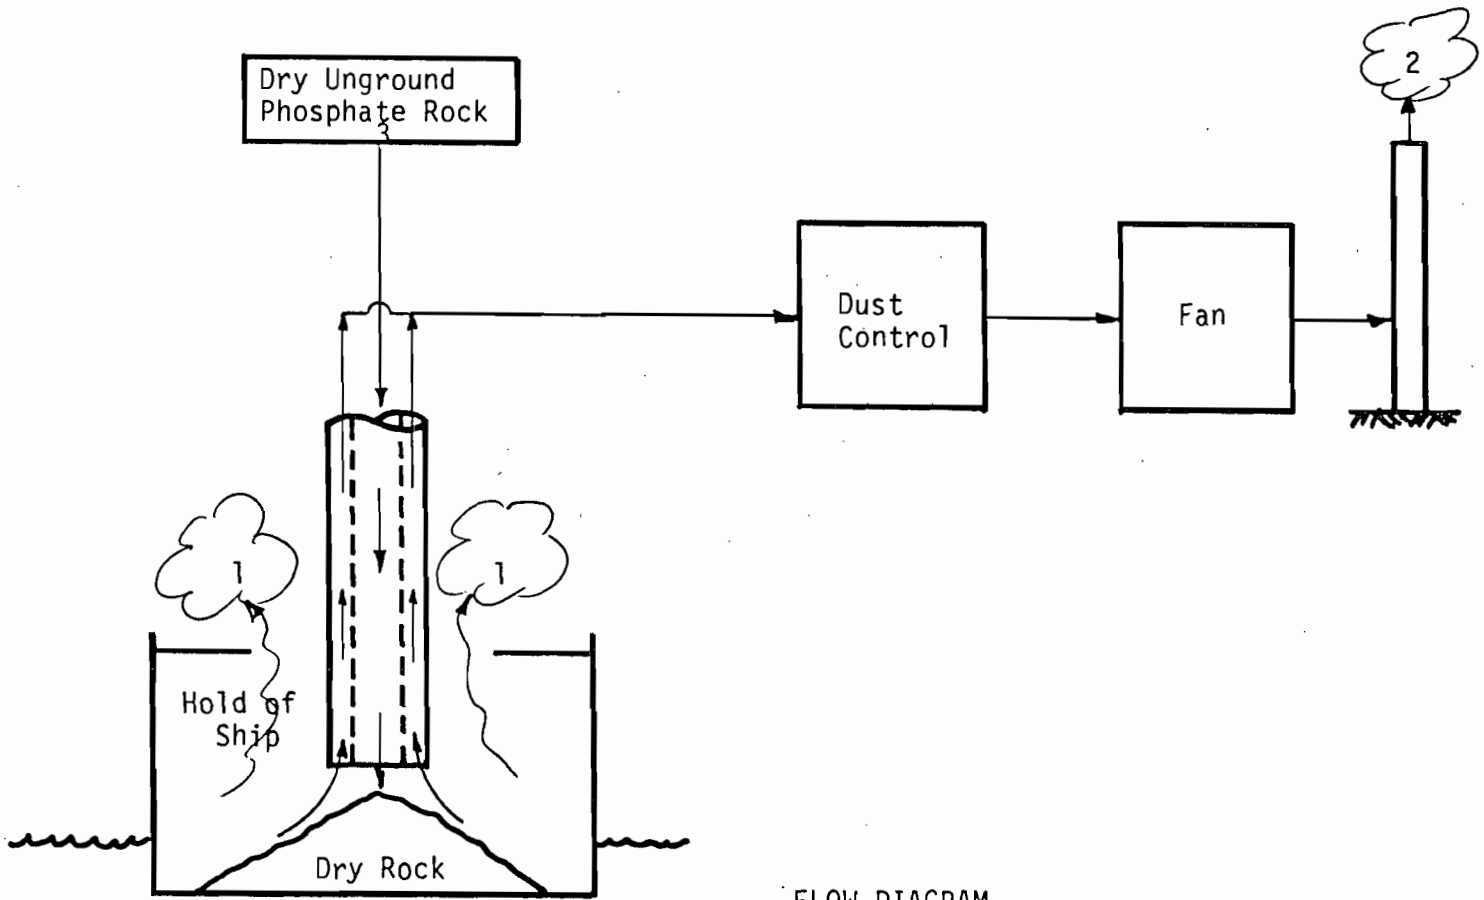 2
Dry Unground
Phosphate Rock
3
Dust
Control
Fan
1
1
Hold of
Ship
Dry Rock
FLOW DIAGRAM